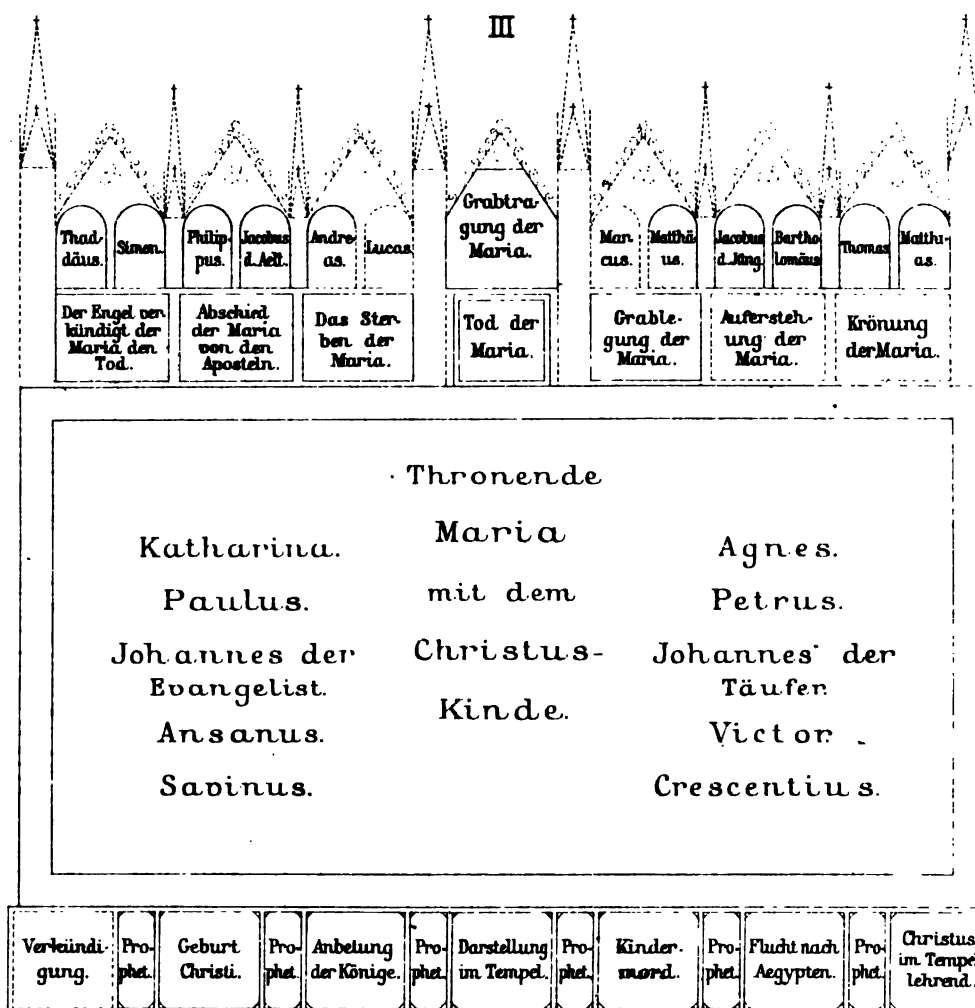 III
Thad-
däus.
Simon.
Philip-
pus.
Jacobus
d. Aelt.
Andre-
as.
Lucas
Grabtra-
gung der
Maria.
Mar-
cus.
Matthä-
us.
Jacobus
d. Jüng.
Bartho-
lomäus
Thomas
Matthi-
as.
Der Engel ver-
kündigt der
Maria den
Tod.
Abschied
der Maria
von den
Aposteln.
Das Ster-
ben der
Maria.
Tod der
Maria.
Grable-
gung der
Maria.
Aufersteh-
ung der
Maria.
Krönung
der Maria.
Thronende
Maria
mit dem
Christus-
Kinde.
Katharina.
Paulus.
Johannes der
Evangelist.
Ansanus.
Savinus.
Agnes.
Petrus.
Johannes der
Täufer.
Victor.
Crescentius.
Verkündi-
gung.
Pro-
phet.
Geburt
Christi.
Pro-
phet.
Anbetung
der Könige.
Pro-
phet.
Darstellung
im Tempel.
Pro-
phet.
Kinder-
mord.
Pro-
phet.
Flucht nach
Aegypten.
Pro-
phet.
Christus
im Tempel
lehrend.